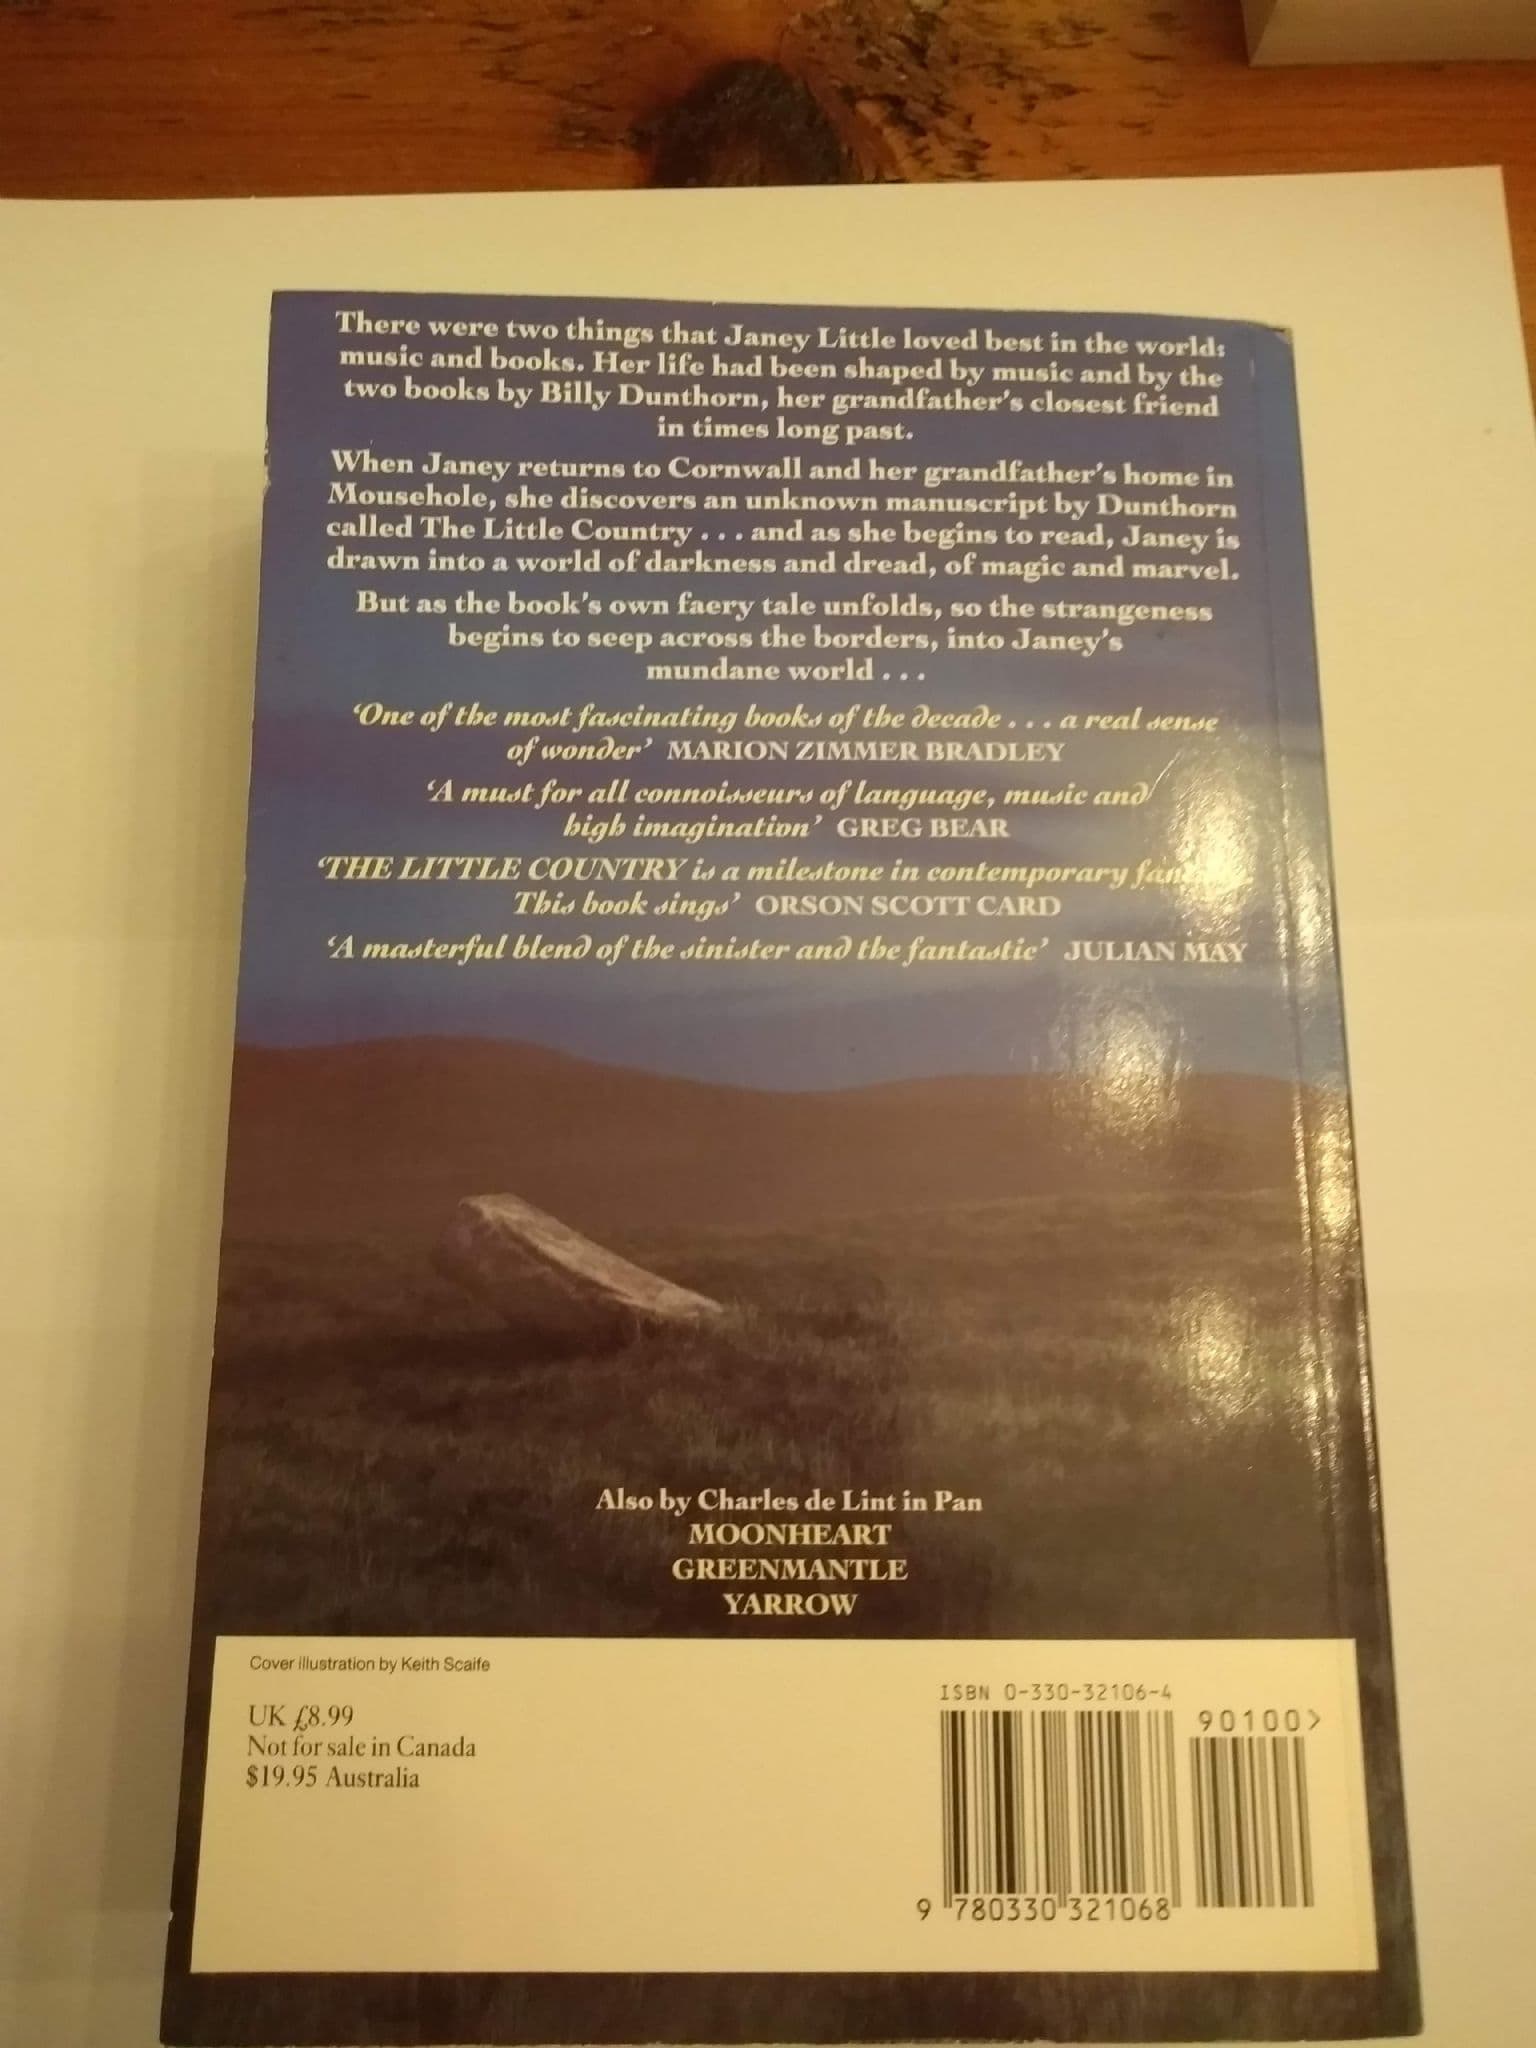 There were two things that Janey Little loved best in the world:
music and books. Her life had been shaped by music and by the
two books by Billy Dunthorn, her grandfather's closest friend
in times long past.
When Janey returns to Cornwall and her grandfather's home in
Mousehole, she discovers an unknown manuscript by Dunthorn
called The Little Country . . . and as she begins to read, Janey is
drawn into a world of darkness and dread, of magic and marvel.
But as the book's own faery tale unfolds, so the strangeness
begins to seep across the borders, into Janey's
mundane world . . .
'One of the most fascinating books of the decade . . . a real sense
of wonder' MARION ZIMMER BRADLEY
'A must for all connoisseurs of language, music and
high imagination' GREG BEAR
'THE LITTLE COUNTRY is a milestone in contemporary
This book sings' ORSON SCOTT CARD
'A masterful blend of the sinister and the fantastic' JULIAN MAY
Also by Charles de Lint in Pan
MOONHEART
GREENMANTLE
YARROW
Cover illustration by Keith Scaife
UK £8.99
Not for sale in Canada
$19.95 Australia
ISBN 0-330-32106-4
90100>
9 780330 321068